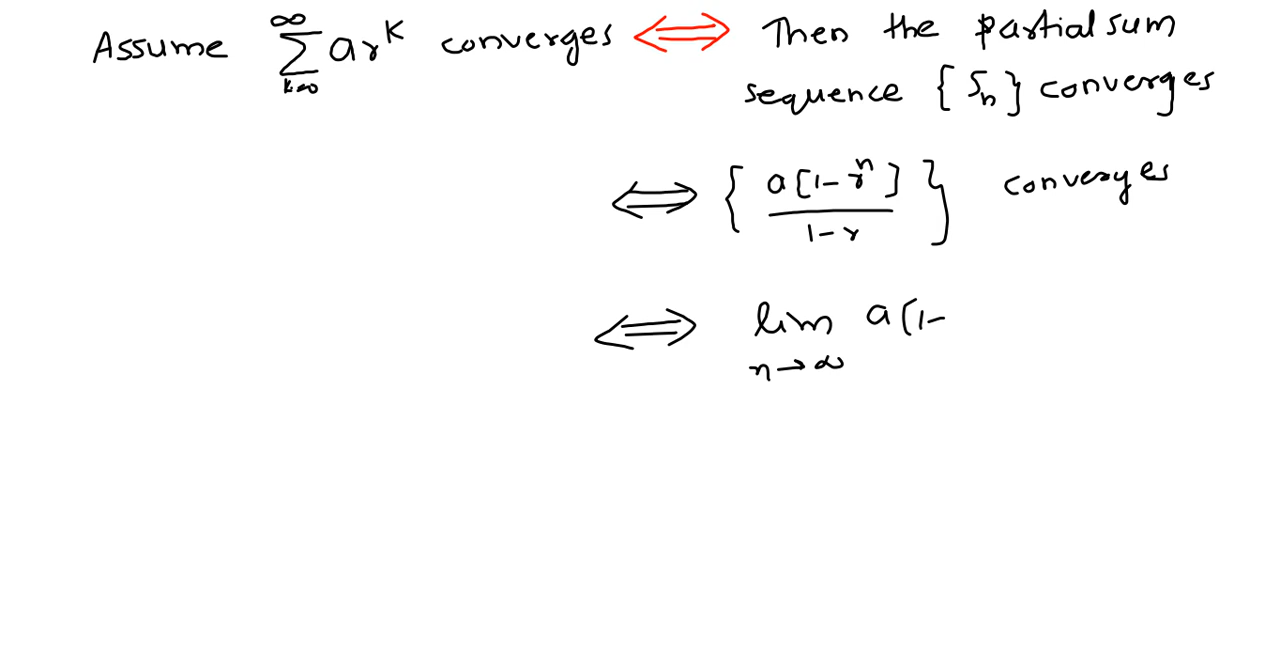 Assume ∑_{k=0}^{∞} ar^k converges ⟺ Then the partial sum
sequence {S_n} converges
⟺ { a[1-r^n] / 1-r } converges
⟺ lim_{n→∞} a[1-